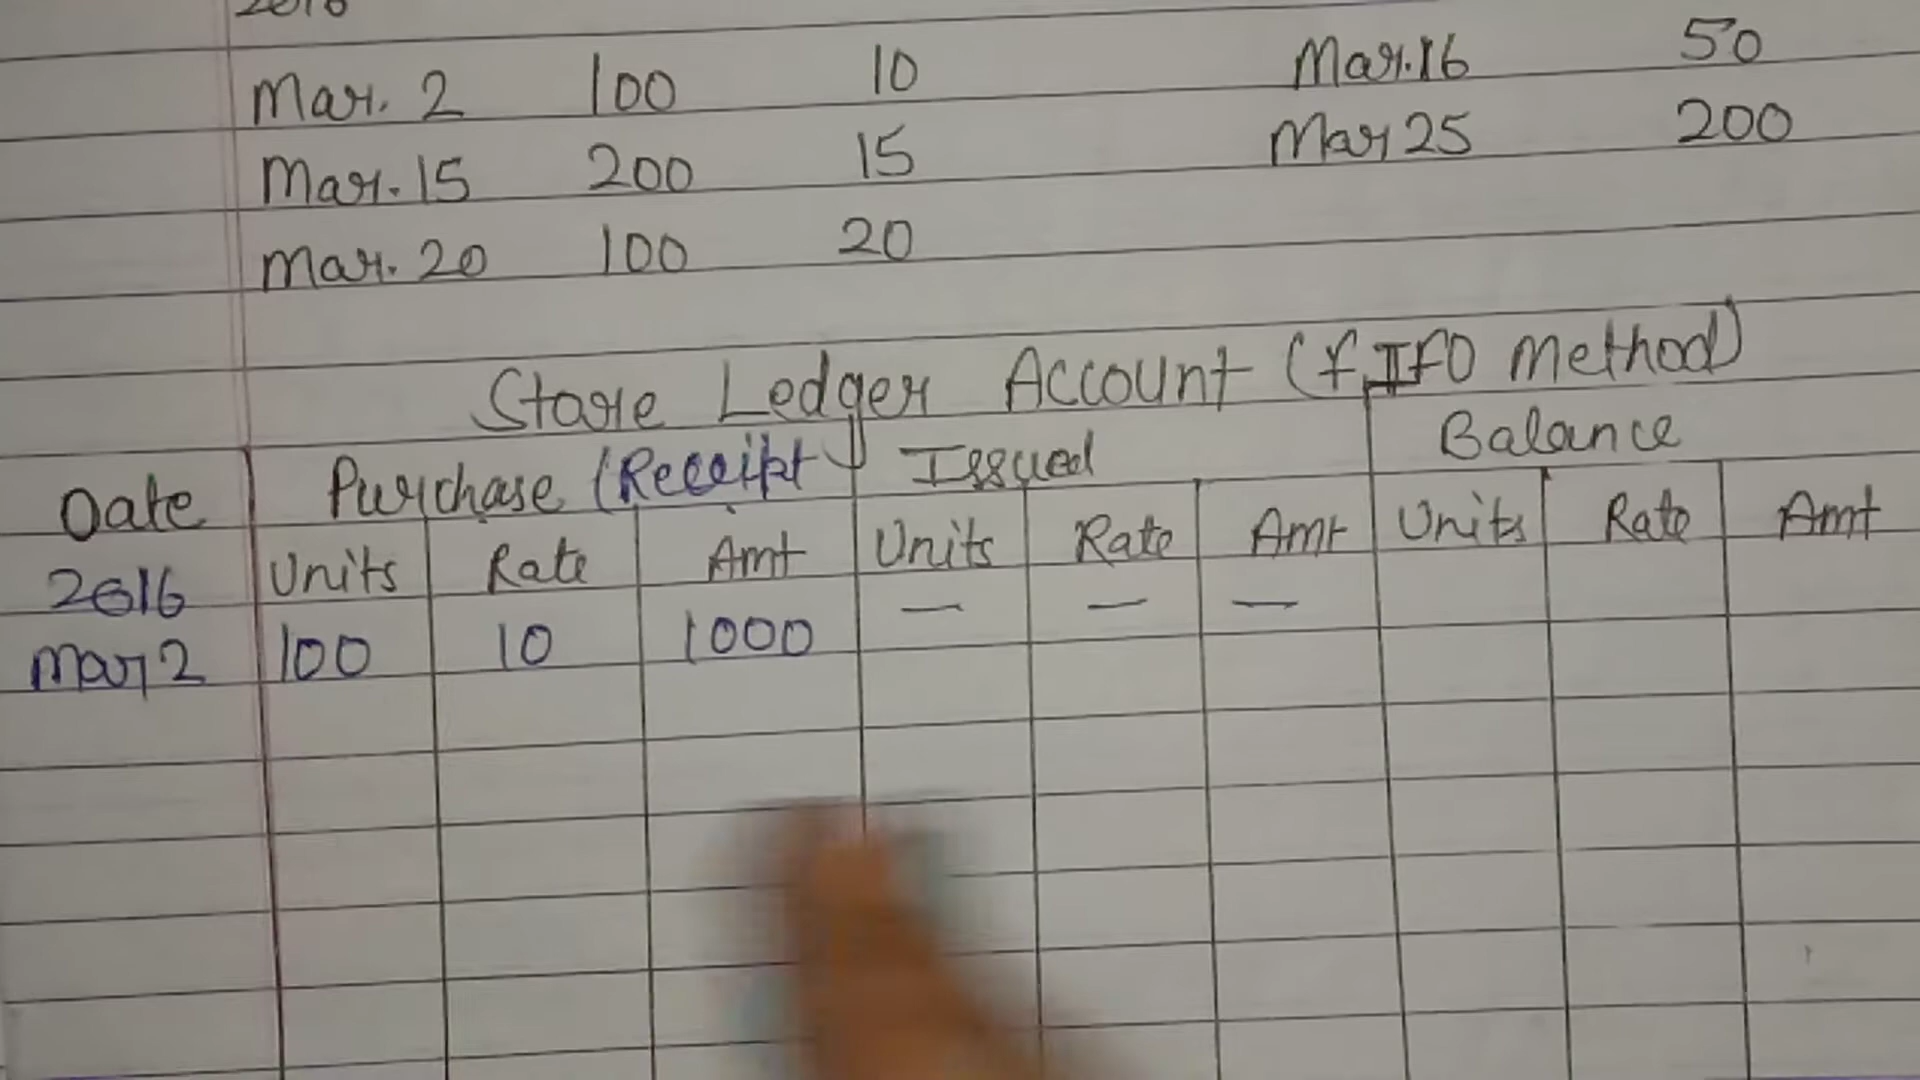 2016
Mar. 2 100 10 Mar.16 50
Mar. 15 200 15 Mar 25 200
Mar. 20 100 20
Store Ledger Account (FIFO Method)
Date Purchase (Receipt) Issued Balance
2016 Units Rate Amt Units Rate Amt Units Rate Amt
Mar 2 100 10 1000 — — —